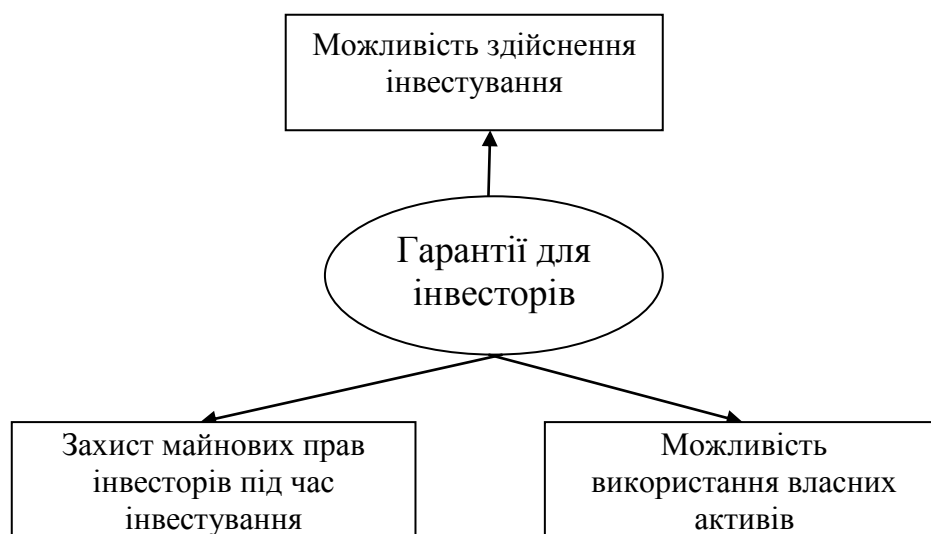 Можливість здійснення
інвестування
Гарантії для
інвесторів
Захист майнових прав
інвесторів під час
інвестування
Можливість
використання власних
активів